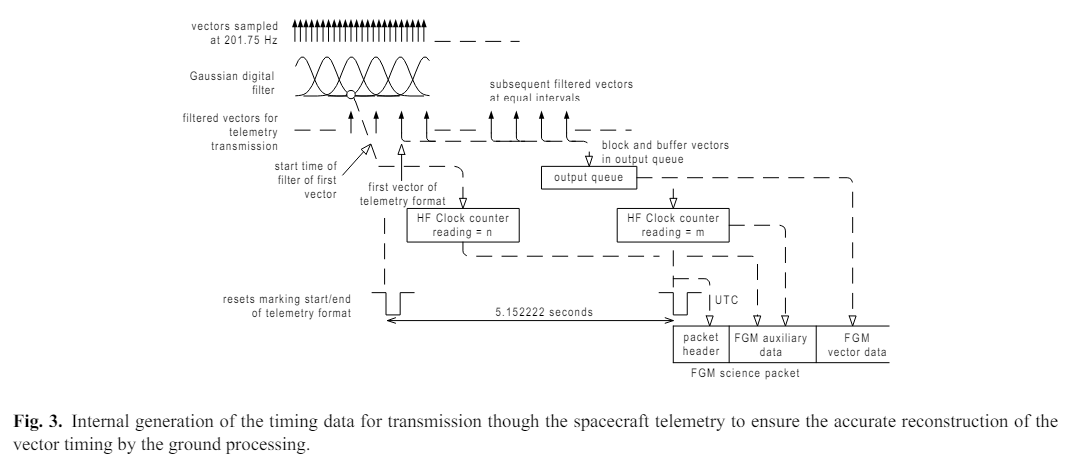 vectors sampled
at 201.75 Hz
Gaussian digital
filter
subsequent filtered vectors
at equal intervals
filtered vectors for
telemetry
transmission
block and buffer vectors
in output queue
start time of
filter of first
vector
first vector of
telemetry format
output queue
HF Clock counter
reading = n
HF Clock counter
reading = m
resets marking start/end
of telemetry format
5.152222 seconds
UTC
packet
header
FGM auxiliary
data
FGM
vector data
FGM science packet
Fig. 3. Internal generation of the timing data for transmission though the spacecraft telemetry to ensure the accurate reconstruction of the
vector timing by the ground processing.